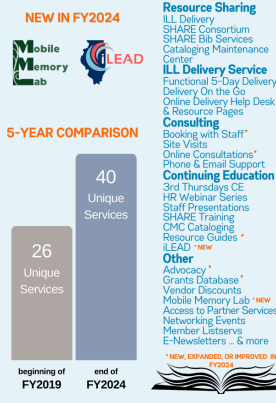 NEW IN FY2024
Mobile
Memory
Lab
iLEAD
5-YEAR COMPARISON
40
Unique
Services
26
Unique
Services
beginning of
FY2019
end of
FY2024
Resource Sharing
ILL Delivery
SHARE Consortium
SHARE Bib Services
Cataloging Maintenance
Center
ILL Delivery Service
Functional 5-Day Delivery
Delivery On the Go
Online Delivery Help Desk
& Resource Pages
Consulting
Booking with Staff*
Site Visits
Online Consultations*
Phone & Email Support
Continuing Education
3rd Thursdays CE
HR Webinar Series
Staff Presentations
SHARE Training
CMC Cataloging
Resource Guides *
iLEAD *NEW
Other
Advocacy *
Grants Database*
Vendor Discounts
Mobile Memory Lab *NEW
Access to Partner Services
Networking Events
Member Listservs
E-Newsletters ... & more
*NEW, EXPANDED, OR IMPROVED IN
FY2024